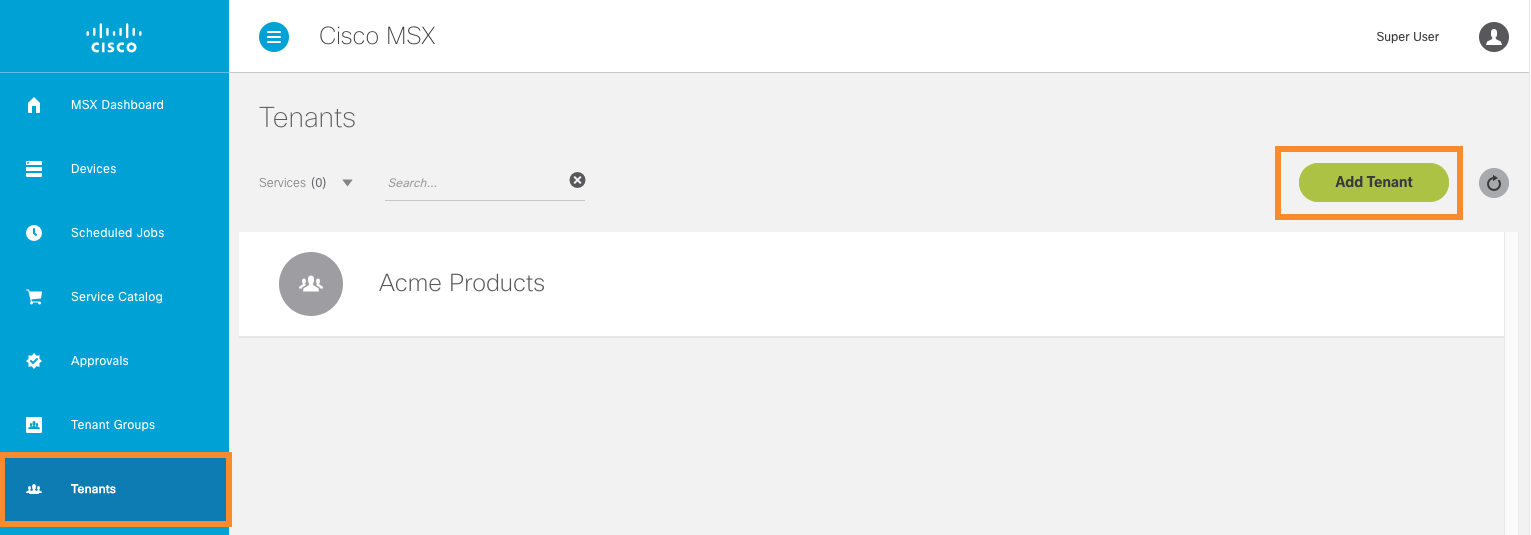 CISCO
Cisco MSX
Super User
MSX Dashboard
Devices
Scheduled Jobs
Service Catalog
Approvals
Tenant Groups
Tenants
Tenants
Services (0)
Search...
Add Tenant
Acme Products